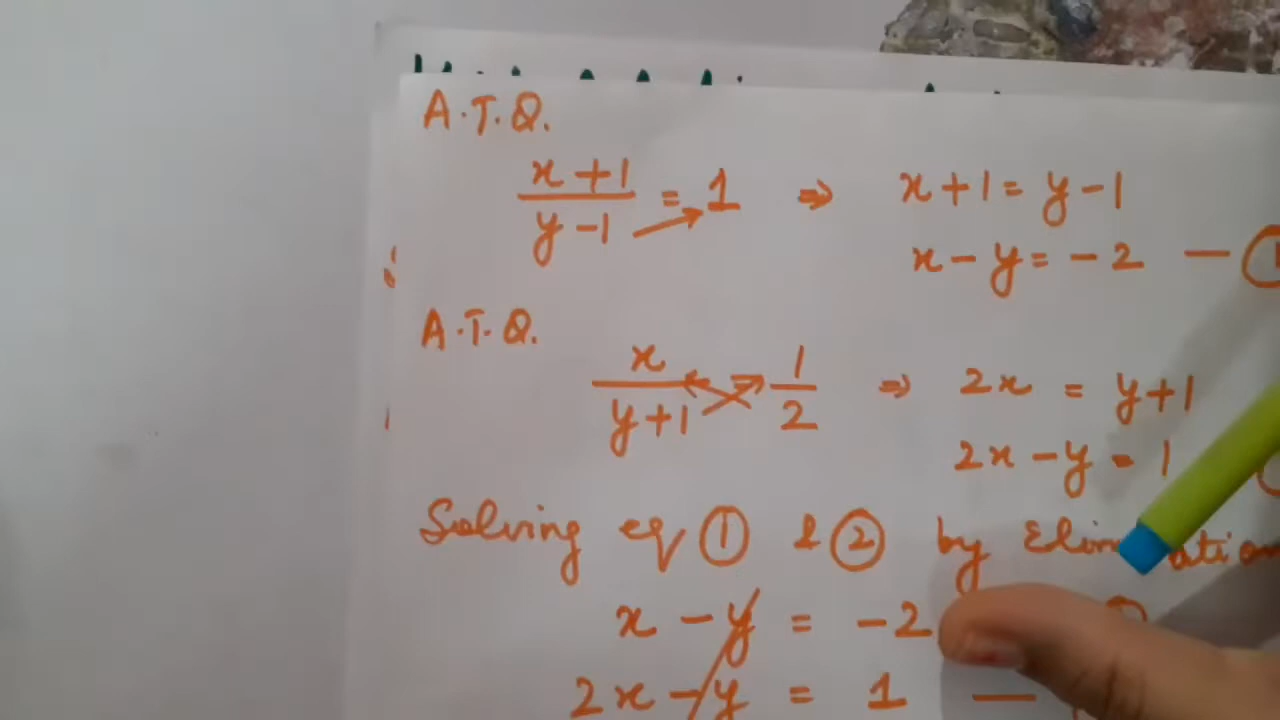 A.T.Q.
x+1/y-1 = 1 ⇒ x+1 = y-1
x - y = -2 — ①
A.T.Q.
x/y+1 = 1/2 ⇒ 2x = y+1
2x - y = 1
Solving eq ① & ② by
x - y = -2
2x - y = 1 —